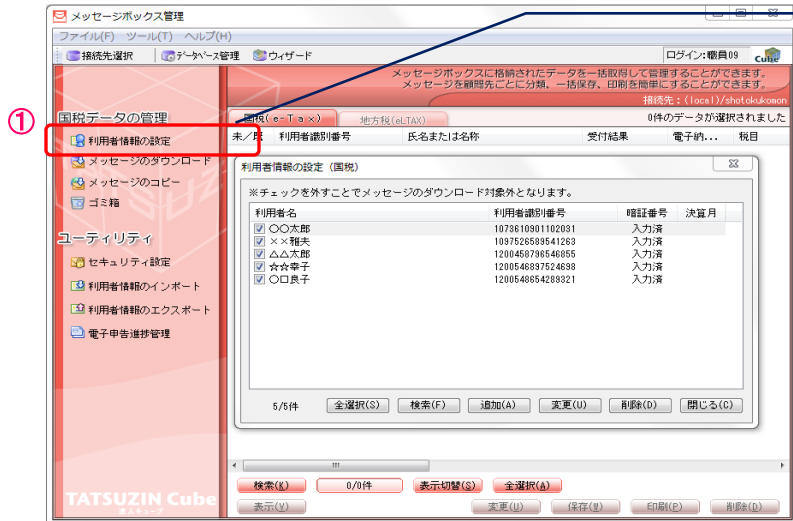 メッセージボックス管理
ファイル(F) ツール(T) ヘルプ(H)
接続先選択 データベース管理 ウィザード ログイン:職員09 Cube
メッセージボックスに格納されたデータを一括取得して管理することができます。
メッセージを顧問先ごとに分類、一括保存、印刷を簡単にすることができます。
接続先:(local)/shotokukomon
①
国税データの管理
利用者情報の設定
メッセージのダウンロード
メッセージのコピー
ゴミ箱
ユーティリティ
セキュリティ設定
利用者情報のインポート
利用者情報のエクスポート
電子申告進捗管理
TATSUZIN Cube
達人キューブ
国税(e-Tax) 地方税(eLTAX) 0件のデータが選択されました
未/既 利用者識別番号 氏名または名称 受付結果 電子納... 税目
利用者情報の設定 (国税)
※チェックを外すことでメッセージのダウンロード対象外となります。
利用者名 利用者識別番号 暗証番号 決算月
〇〇太郎 1073610901102031 入力済
××雅夫 1097526589541263 入力済
△△太郎 1200458796546855 入力済
☆☆幸子 1200546897524698 入力済
〇口良子 1200548654289321 入力済
5/5件 全選択(S) 検索(F) 追加(A) 変更(U) 削除(D) 閉じる(C)
検索(K) 0/0件 表示切替(S) 全選択(A)
表示(V) 変更(U) 保存(W) 印刷(P) 削除(D)